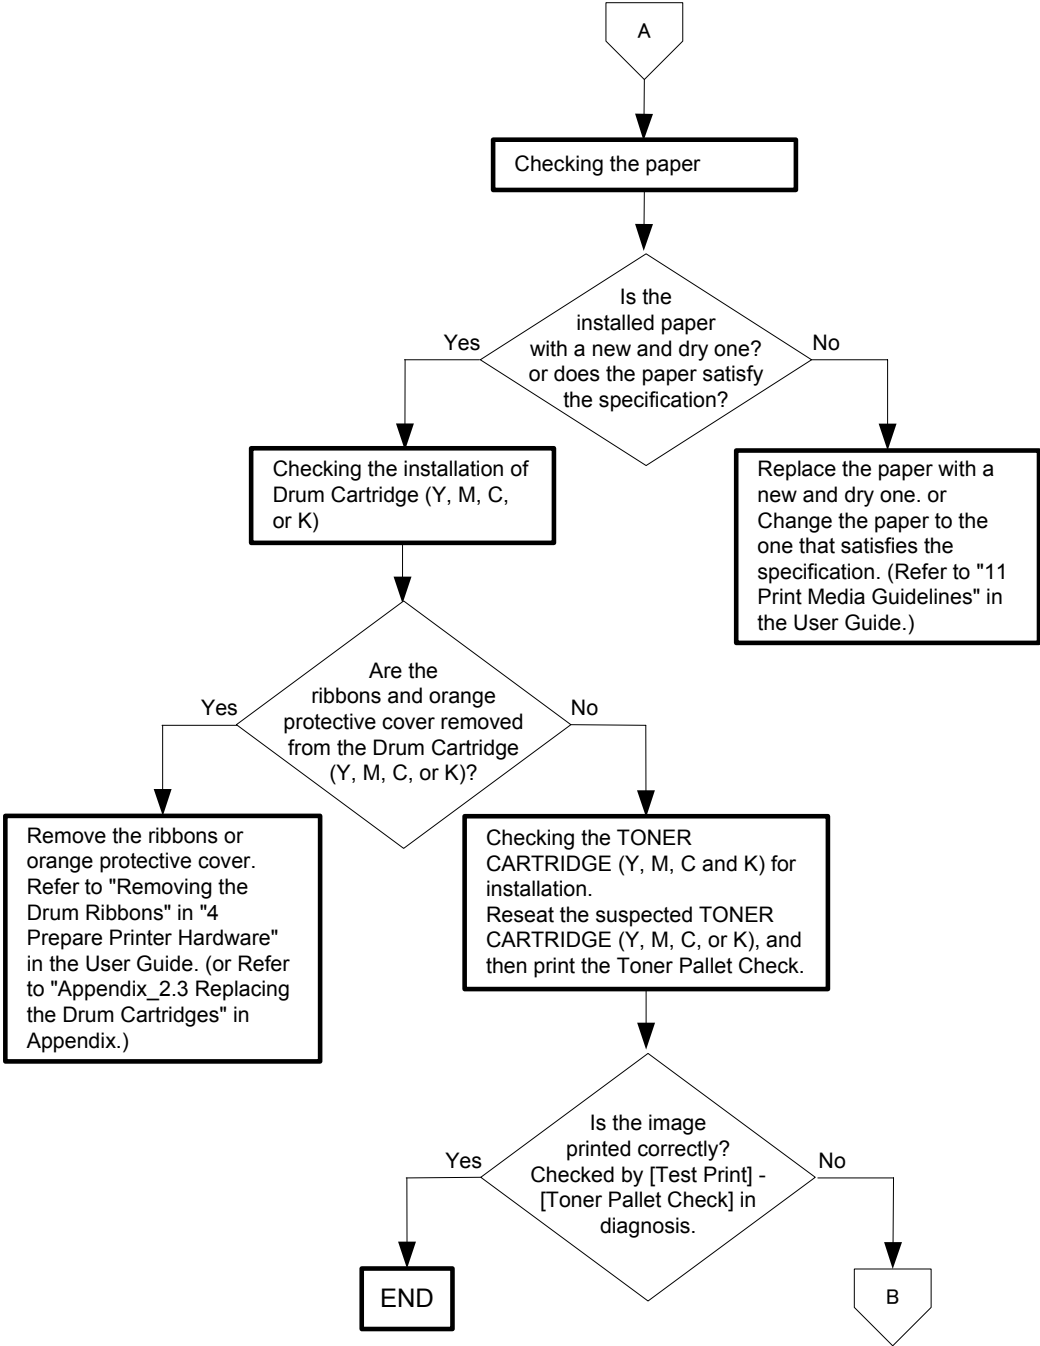 A
Checking the paper
Is the
installed paper
with a new and dry one?
or does the paper satisfy
the specification?
Yes
No
Checking the installation of
Drum Cartridge (Y, M, C,
or K)
Replace the paper with a
new and dry one. or
Change the paper to the
one that satisfies the
specification. (Refer to "11
Print Media Guidelines" in
the User Guide.)
Are the
ribbons and orange
protective cover removed
from the Drum Cartridge
(Y, M, C, or K)?
Yes
No
Remove the ribbons or
orange protective cover.
Refer to "Removing the
Drum Ribbons" in "4
Prepare Printer Hardware"
in the User Guide. (or Refer
to "Appendix_2.3 Replacing
the Drum Cartridges" in
Appendix.)
Checking the TONER
CARTRIDGE (Y, M, C and K) for
installation.
Reseat the suspected TONER
CARTRIDGE (Y, M, C, or K), and
then print the Toner Pallet Check.
Is the image
printed correctly?
Checked by [Test Print] -
[Toner Pallet Check] in
diagnosis.
Yes
No
END
B